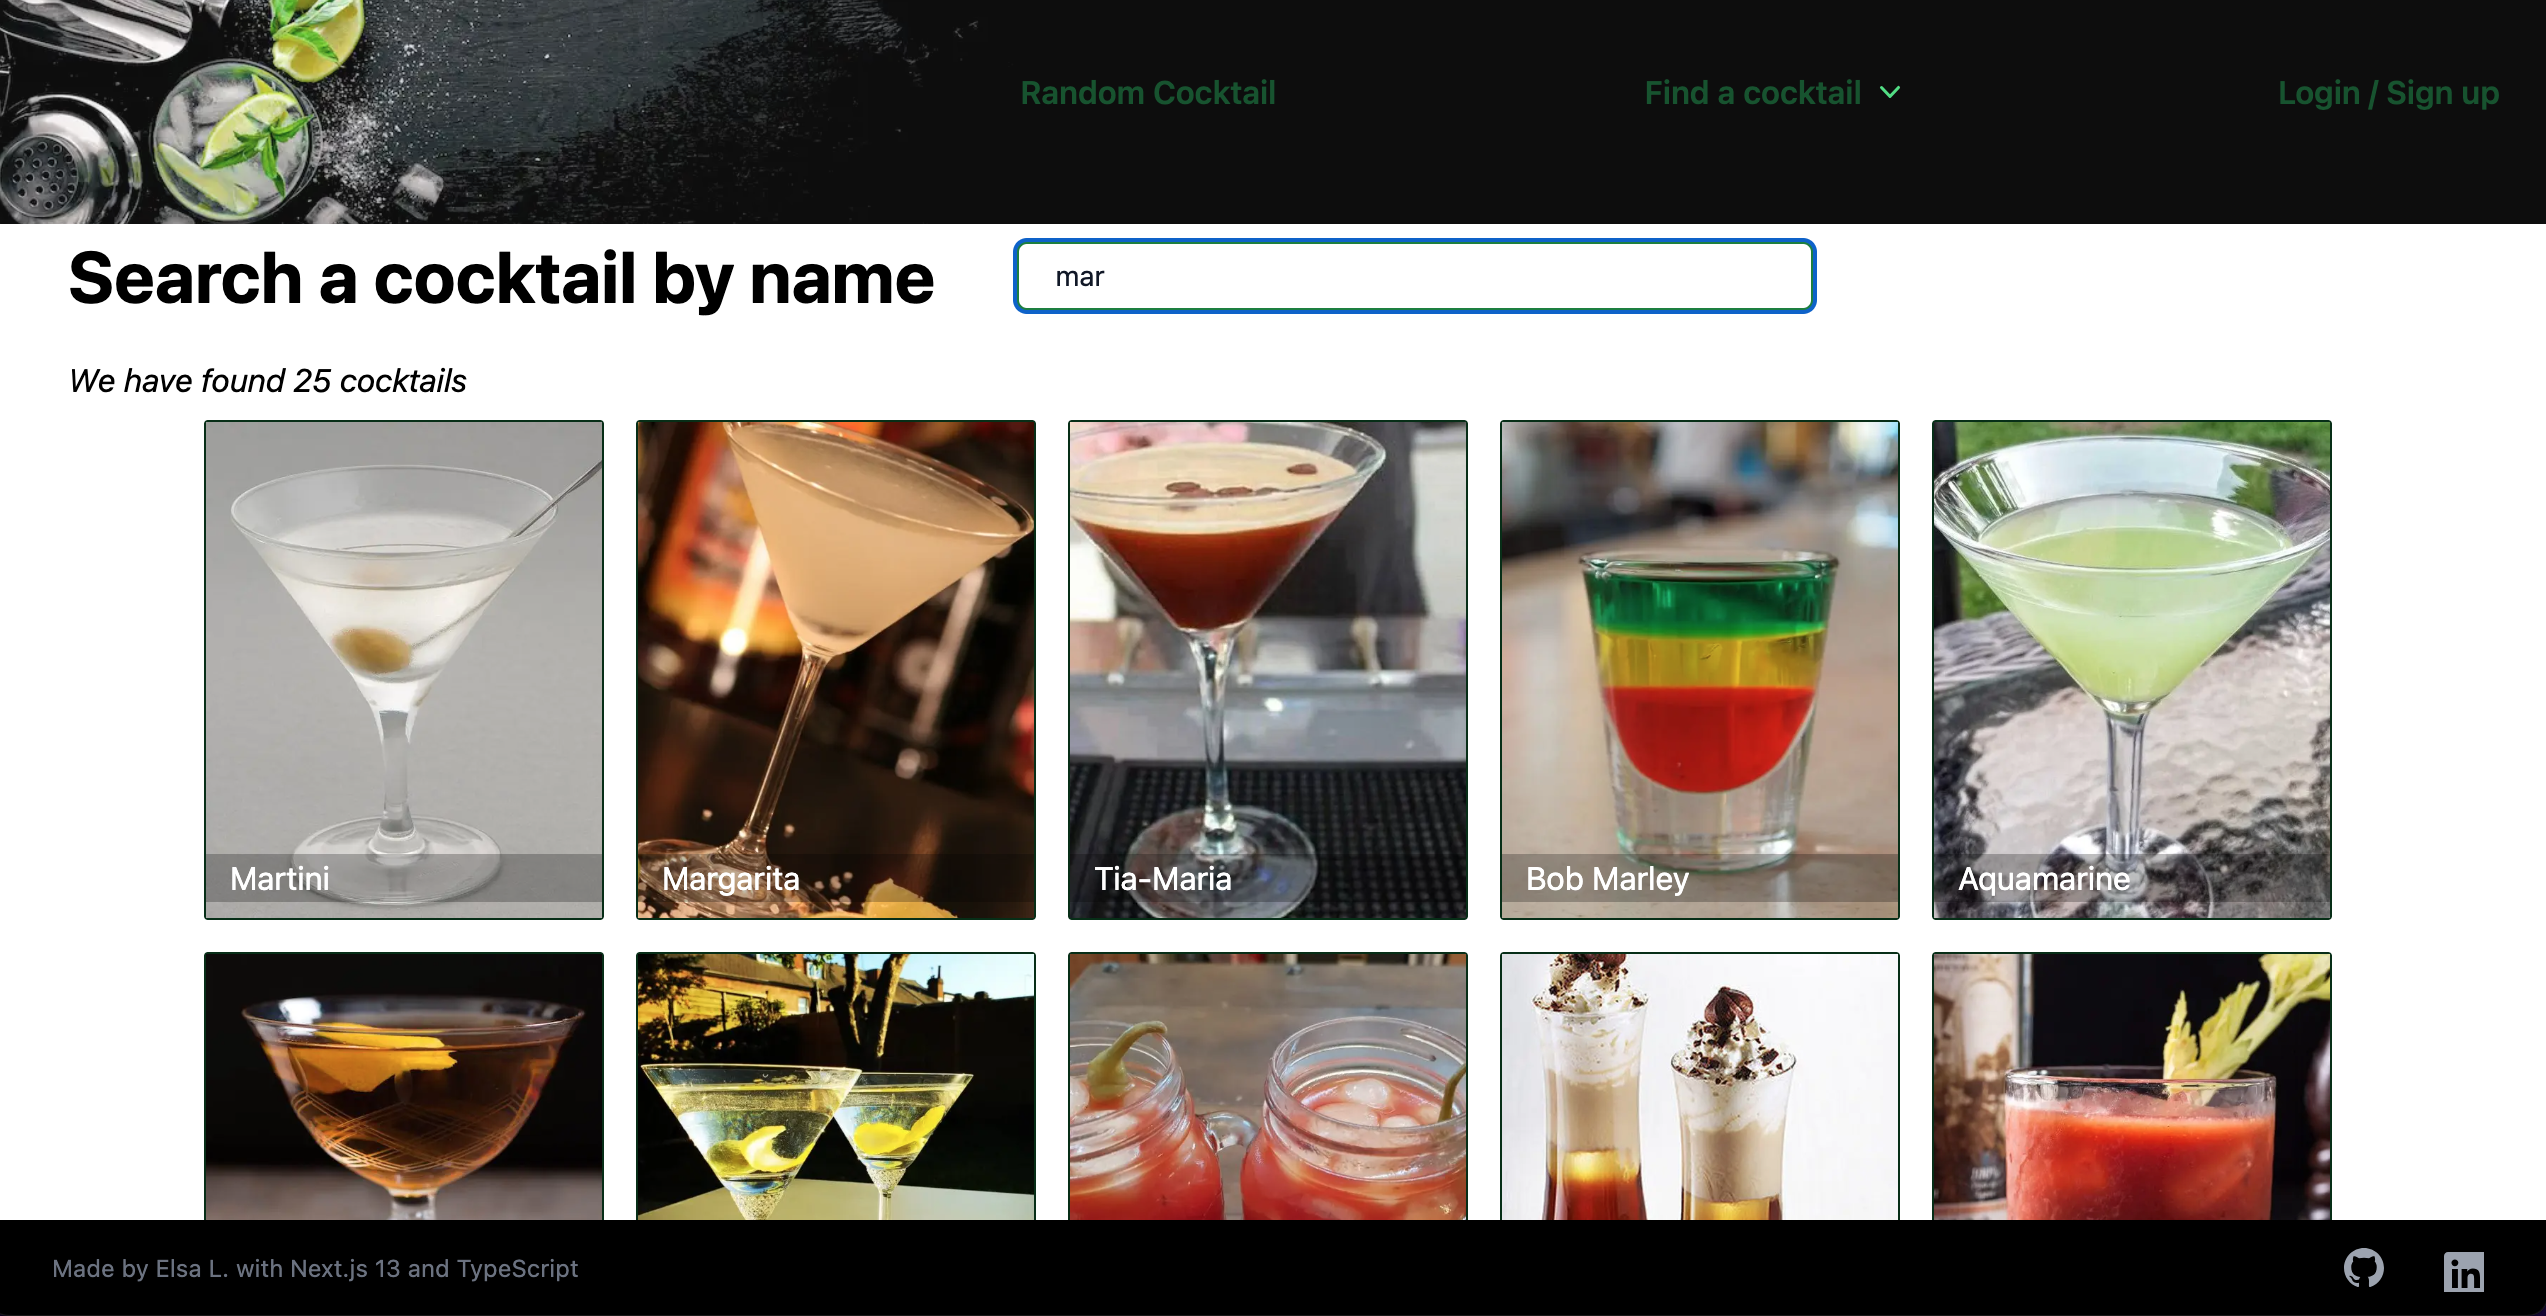 Random Cocktail
Find a cocktail
Login / Sign up
Search a cocktail by name
mar
We have found 25 cocktails
Martini
Margarita
Tia-Maria
Bob Marley
Aquamarine
Made by Elsa L. with Next.js 13 and TypeScript
in